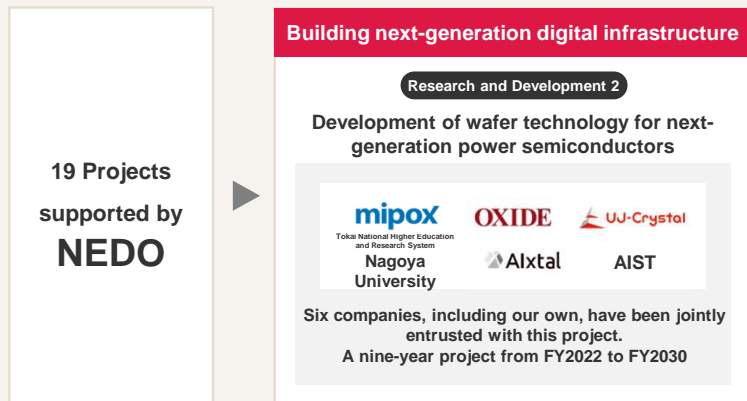 19 Projects
supported by
NEDO
Building next-generation digital infrastructure
Research and Development 2
Development of wafer technology for next-
generation power semiconductors
mipox
OXIDE
UJ-Crystal
Tokai National Higher Education
and Research System
Nagoya
University
AIxtal
AIST
Six companies, including our own, have been jointly
entrusted with this project.
A nine-year project from FY2022 to FY2030